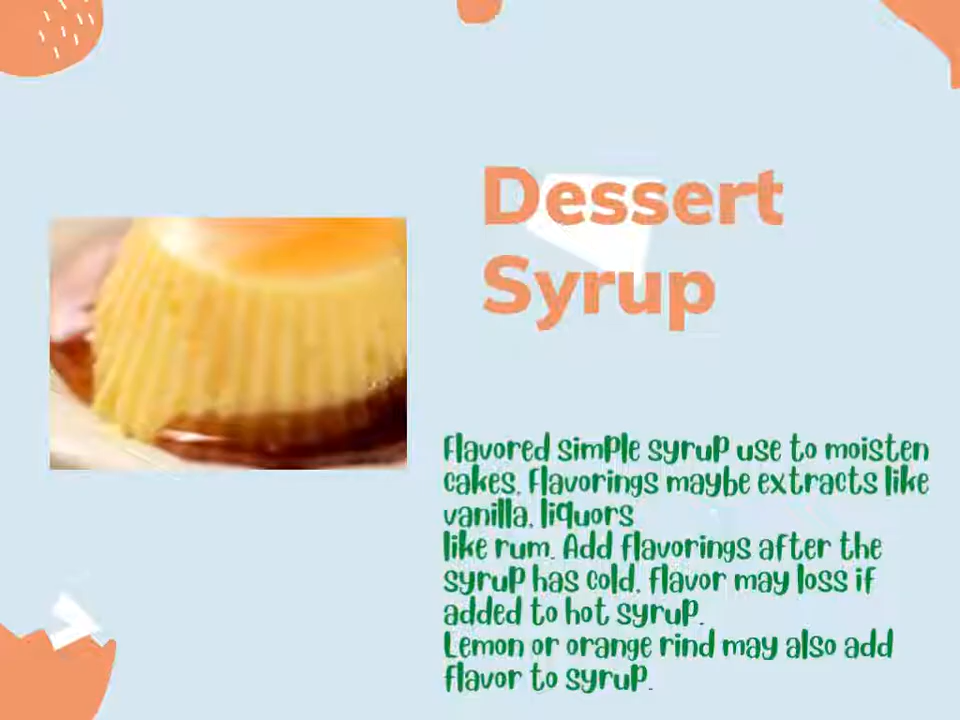 Dessert
Syrup
Flavored simple syrup use to moisten
cakes. Flavorings maybe extracts like
vanilla, liquors
like rum. Add flavorings after the
syrup has cold, flavor may loss if
added to hot syrup.
Lemon or orange rind may also add
flavor to syrup.